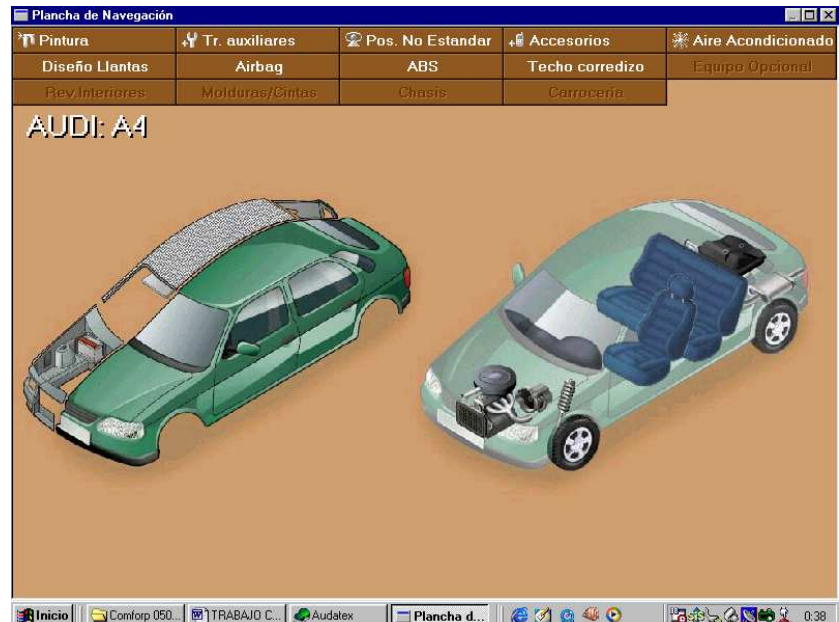 Plancha de Navegación
Pintura Tr. auxiliares Pos. No Estandar Accesorios Aire Acondicionado
Diseño Llantas Airbag ABS Techo corredizo Equipo Opcional
Rev.Interiores Molduras/Cintas Chasis Carrocería
AUDI: A4
Inicio Comforp 050... TRABAJO C... Audatex Plancha d... 0:38